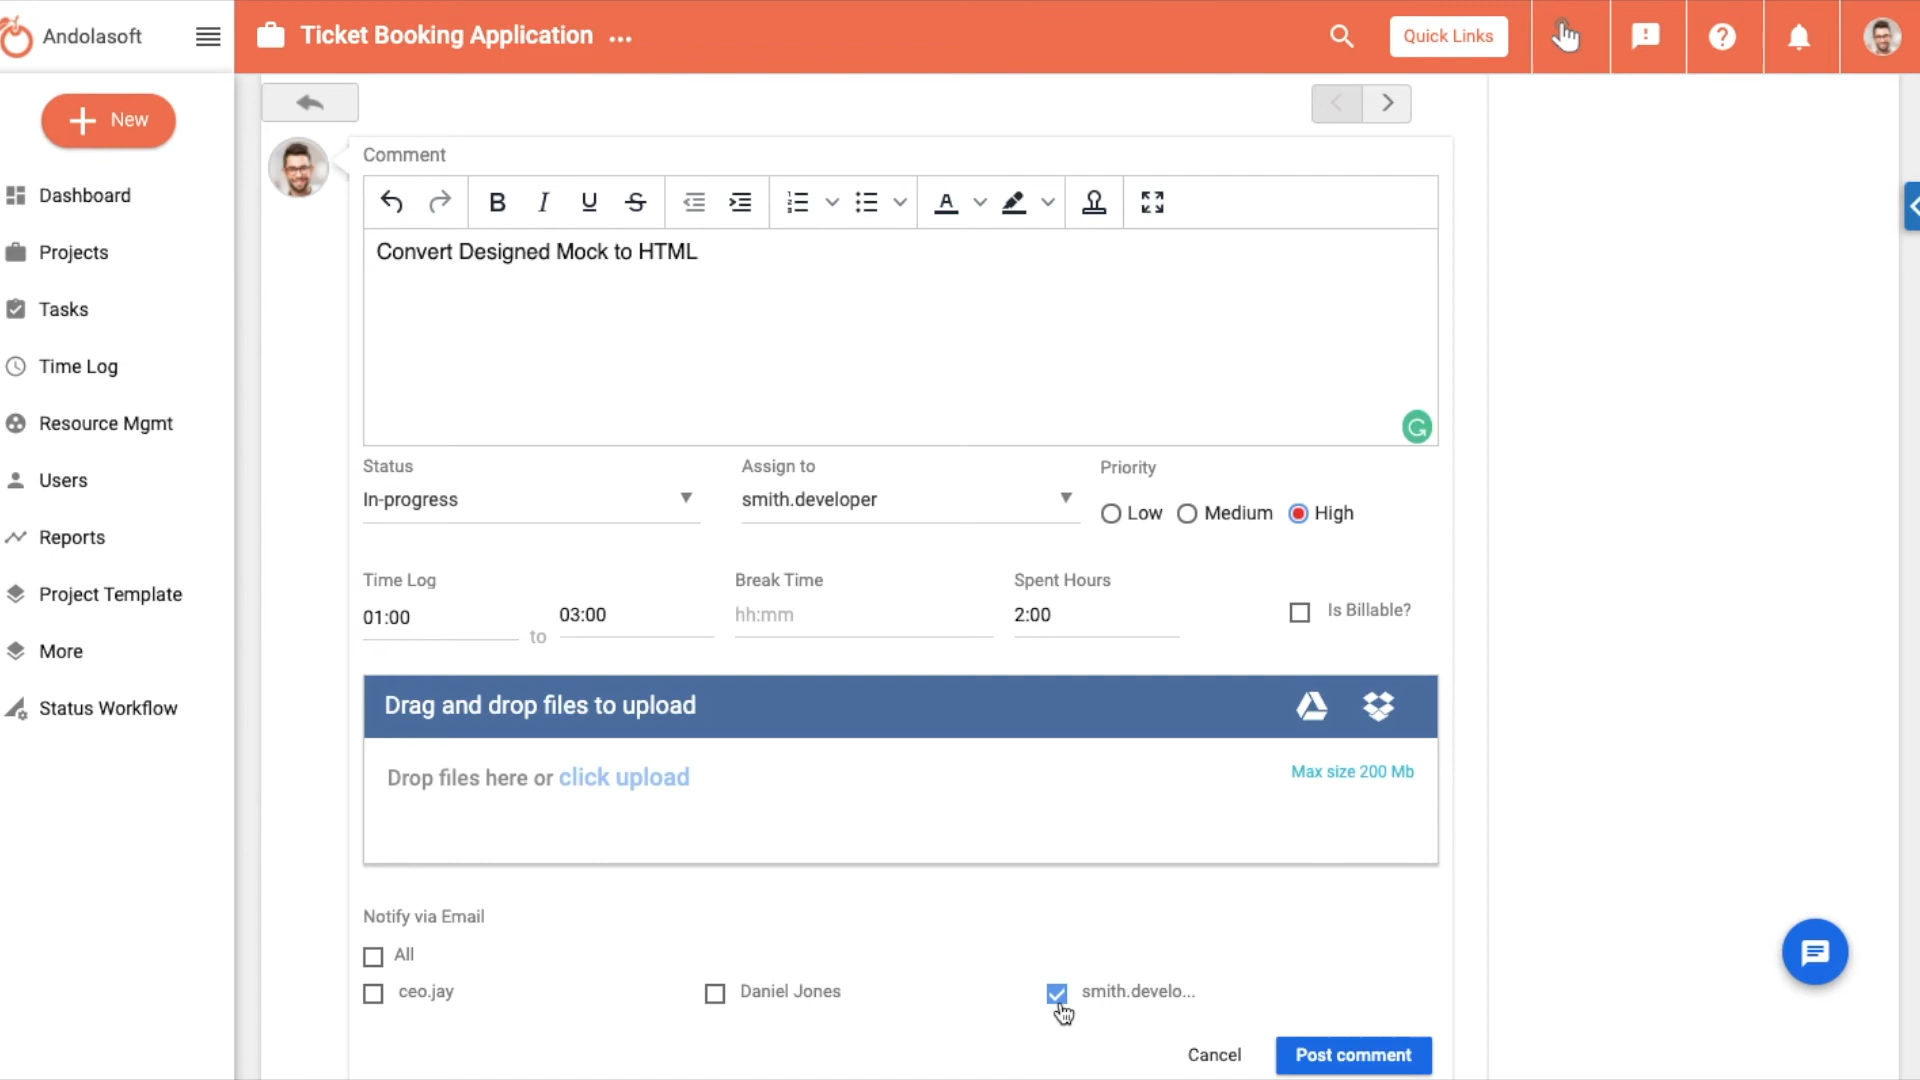 Andolasoft
Ticket Booking Application ...
Quick Links
New
Dashboard
Projects
Tasks
Time Log
Resource Mgmt
Users
Reports
Project Template
More
Status Workflow
Comment
B I U S
A
Convert Designed Mock to HTML
Status
Assign to
Priority
In-progress
smith.developer
Low
Medium
High
Time Log
Break Time
Spent Hours
01:00
to
03:00
hh:mm
2:00
Is Billable?
Drag and drop files to upload
Drop files here or click upload
Max size 200 Mb
Notify via Email
All
ceo.jay
Daniel Jones
smith.develo...
Cancel
Post comment